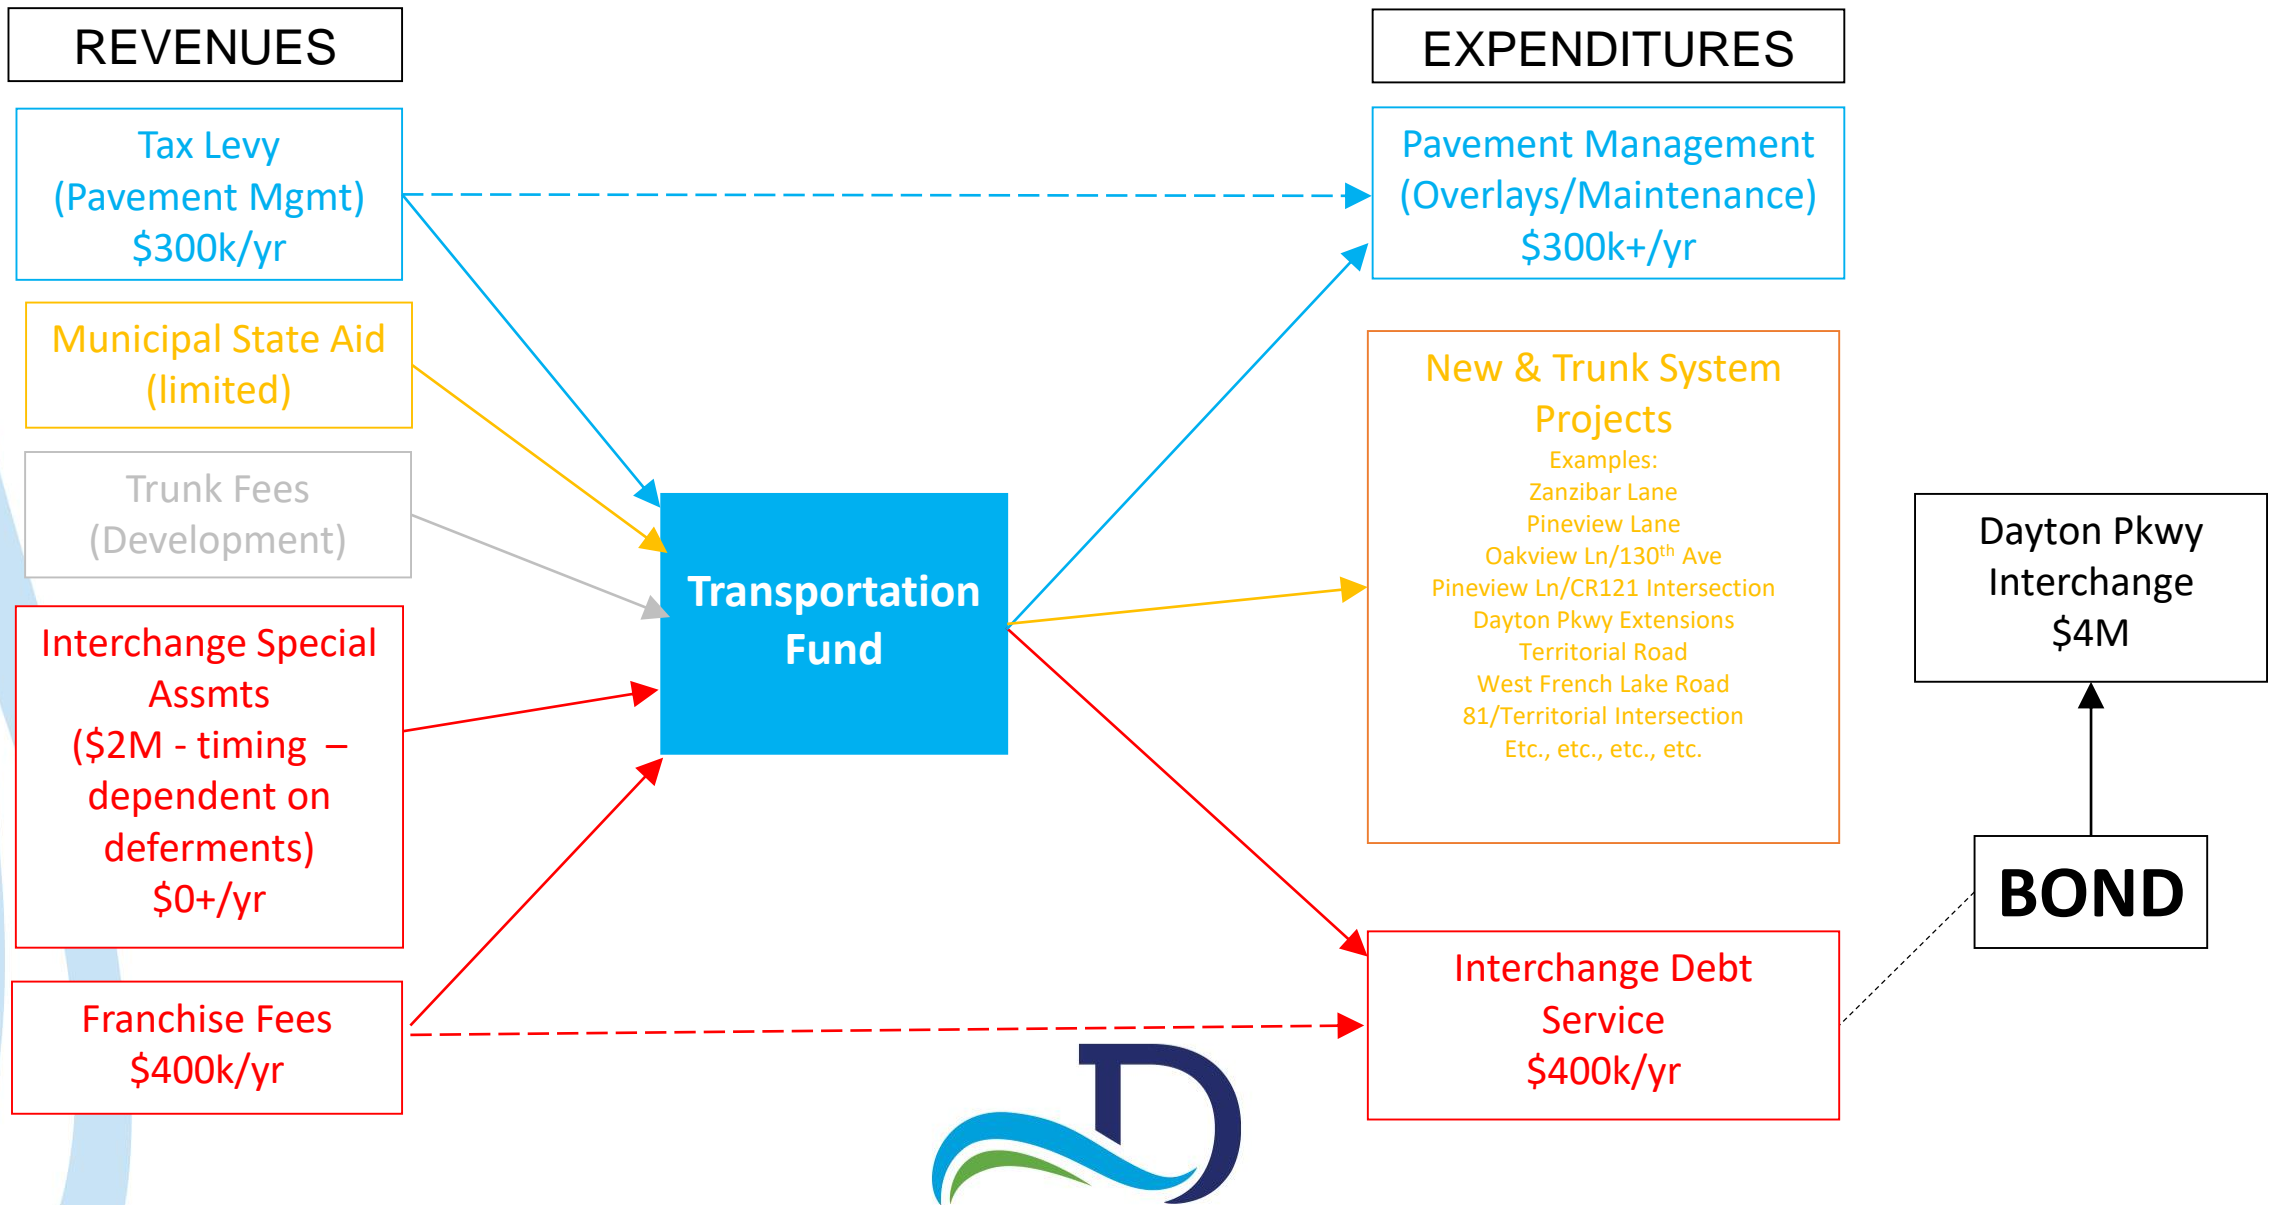 REVENUES
Tax Levy
(Pavement Mgmt)
$300k/yr
Municipal State Aid
(limited)
Trunk Fees
(Development)
Interchange Special
Assmts
($2M - timing –
dependent on
deferments)
$0+/yr
Franchise Fees
$400k/yr
Transportation
Fund
EXPENDITURES
Pavement Management
(Overlays/Maintenance)
$300k+/yr
New & Trunk System
Projects
Examples:
Zanzibar Lane
Pineview Lane
Oakview Ln/130th Ave
Pineview Ln/CR121 Intersection
Dayton Pkwy Extensions
Territorial Road
West French Lake Road
81/Territorial Intersection
Etc., etc., etc., etc.
Interchange Debt
Service
$400k/yr
Dayton Pkwy
Interchange
$4M
BOND
D